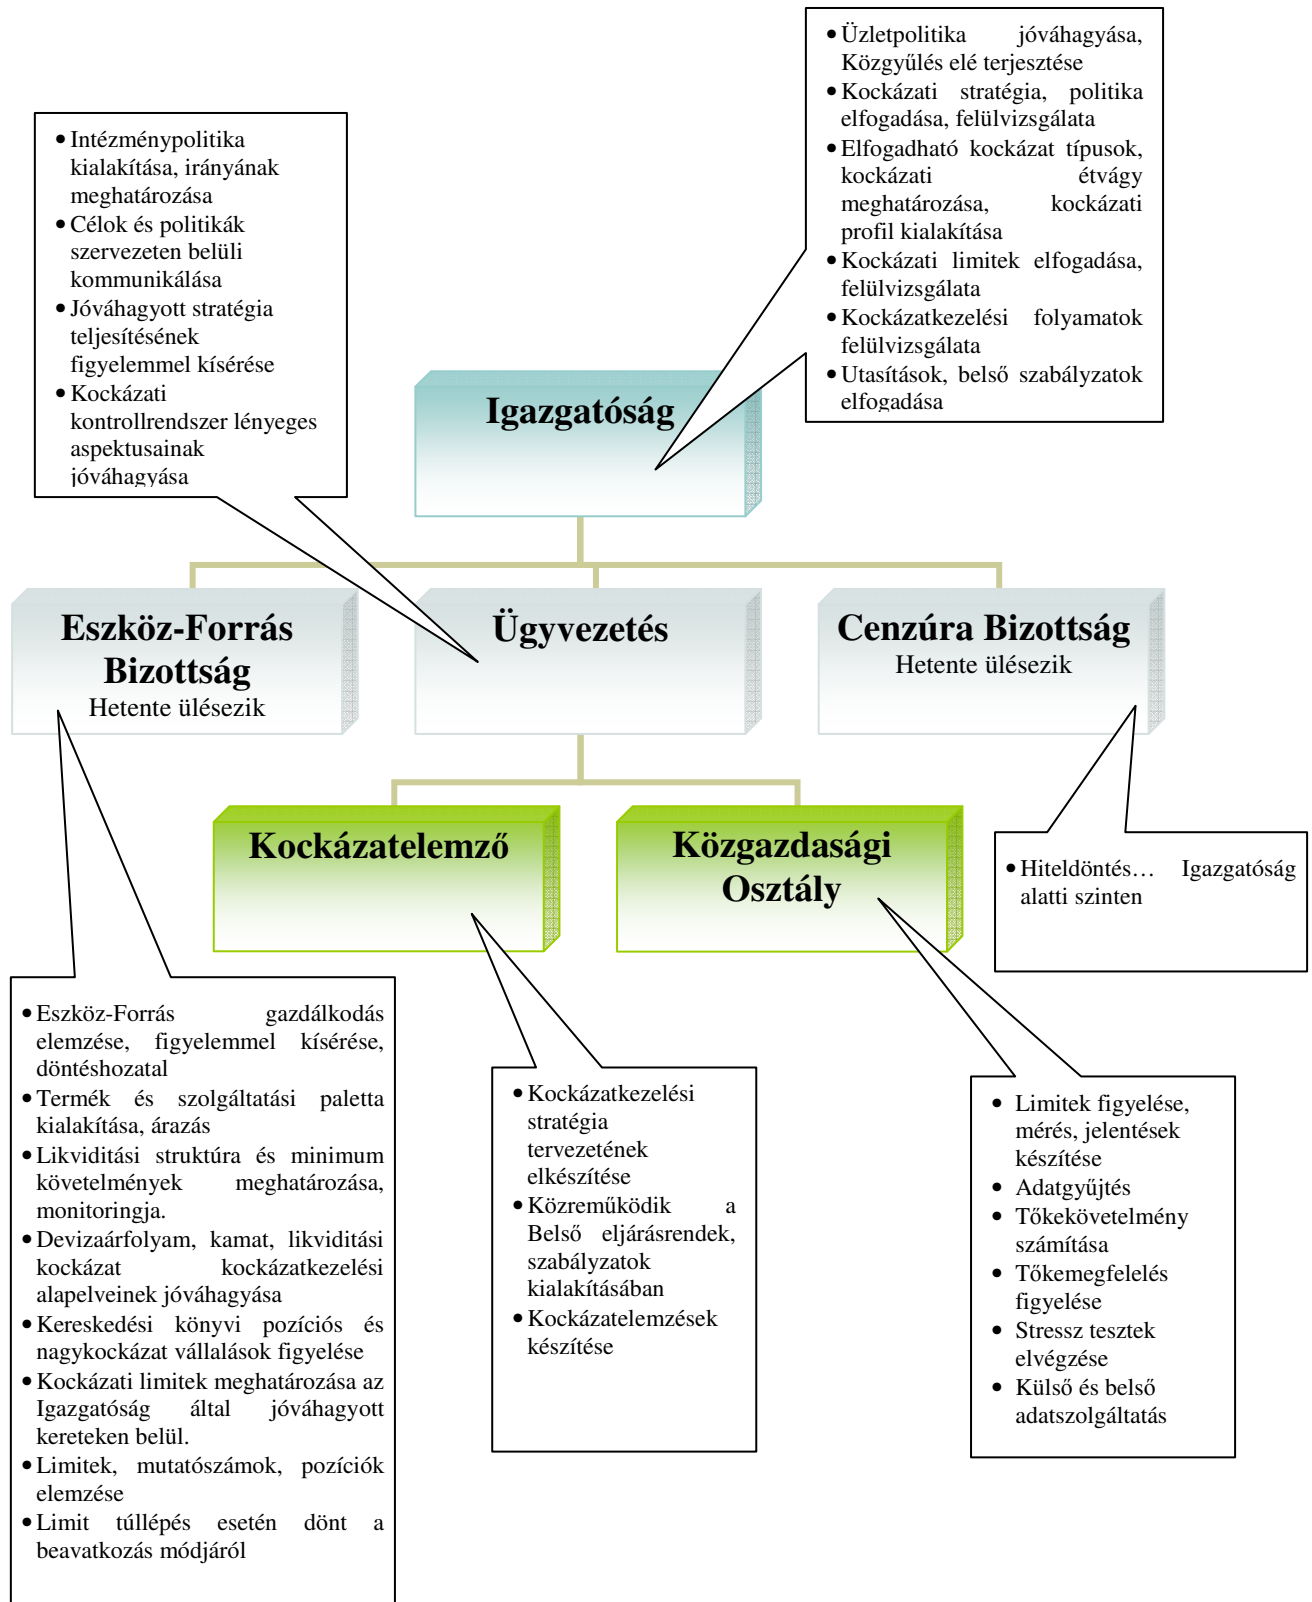 • Üzletpolitika jóváhagyása,
Közgyűlés elé terjesztése
• Kockázati stratégia, politika
elfogadása, felülvizsgálata
• Elfogadható kockázat típusok,
kockázati étvágy
meghatározása, kockázati
profil kialakítása
• Kockázati limitek elfogadása,
felülvizsgálata
• Kockázatkezelési folyamatok
felülvizsgálata
• Utasítások, belső szabályzatok
elfogadása
• Intézménypolitika
kialakítása, irányának
meghatározása
• Célok és politikák
szervezeten belüli
kommunikálása
• Jóváhagyott stratégia
teljesítésének
figyelemmel kísérése
• Kockázati
kontrollrendszer lényeges
aspektusainak
jóváhagyása
Igazgatóság
Eszköz-Forrás
Bizottság
Hetente ülésezik
Ügyvezetés
Cenzúra Bizottság
Hetente ülésezik
Kockázatelemző
Közgazdasági
Osztály
• Hiteldöntés… Igazgatóság
alatti szinten
• Eszköz-Forrás gazdálkodás
elemzése, figyelemmel kísérése,
döntéshozatal
• Termék és szolgáltatási paletta
kialakítása, árazás
• Likviditási struktúra és minimum
követelmények meghatározása,
monitoringja.
• Devizaárfolyam, kamat, likviditási
kockázat kockázatkezelési
alapelveinek jóváhagyása
• Kereskedési könyvi pozíciós és
nagykockázat vállalások figyelése
• Kockázati limitek meghatározása az
Igazgatóság által jóváhagyott
kereteken belül.
• Limitek, mutatószámok, pozíciók
elemzése
• Limit túllépés esetén dönt a
beavatkozás módjáról
• Kockázatkezelési
stratégia
tervezetének
elkészítése
• Közreműködik a
Belső eljárásrendek,
szabályzatok
kialakításában
• Kockázatelemzések
készítése
• Limitek figyelése,
mérés, jelentések
készítése
• Adatgyűjtés
• Tőkekövetelmény
számítása
• Tőkemegfelelés
figyelése
• Stressz tesztek
elvégzése
• Külső és belső
adatszolgáltatás